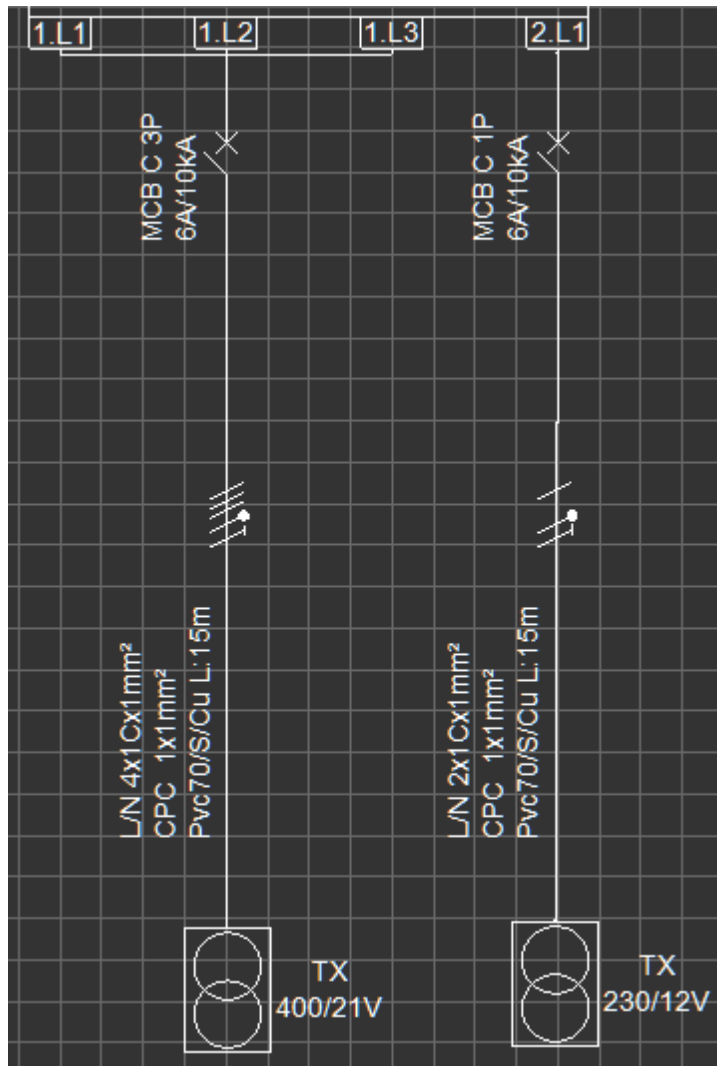 1.L1
1.L2
1.L3
2.L1
MCB C 3P
6A/10kA
MCB C 1P
6A/10kA
L/N 4x1Cx1mm²
CPC 1x1mm²
Pvc70/S/Cu L:15m
L/N 2x1Cx1mm²
CPC 1x1mm²
Pvc70/S/Cu L:15m
TX
400/21V
TX
230/12V